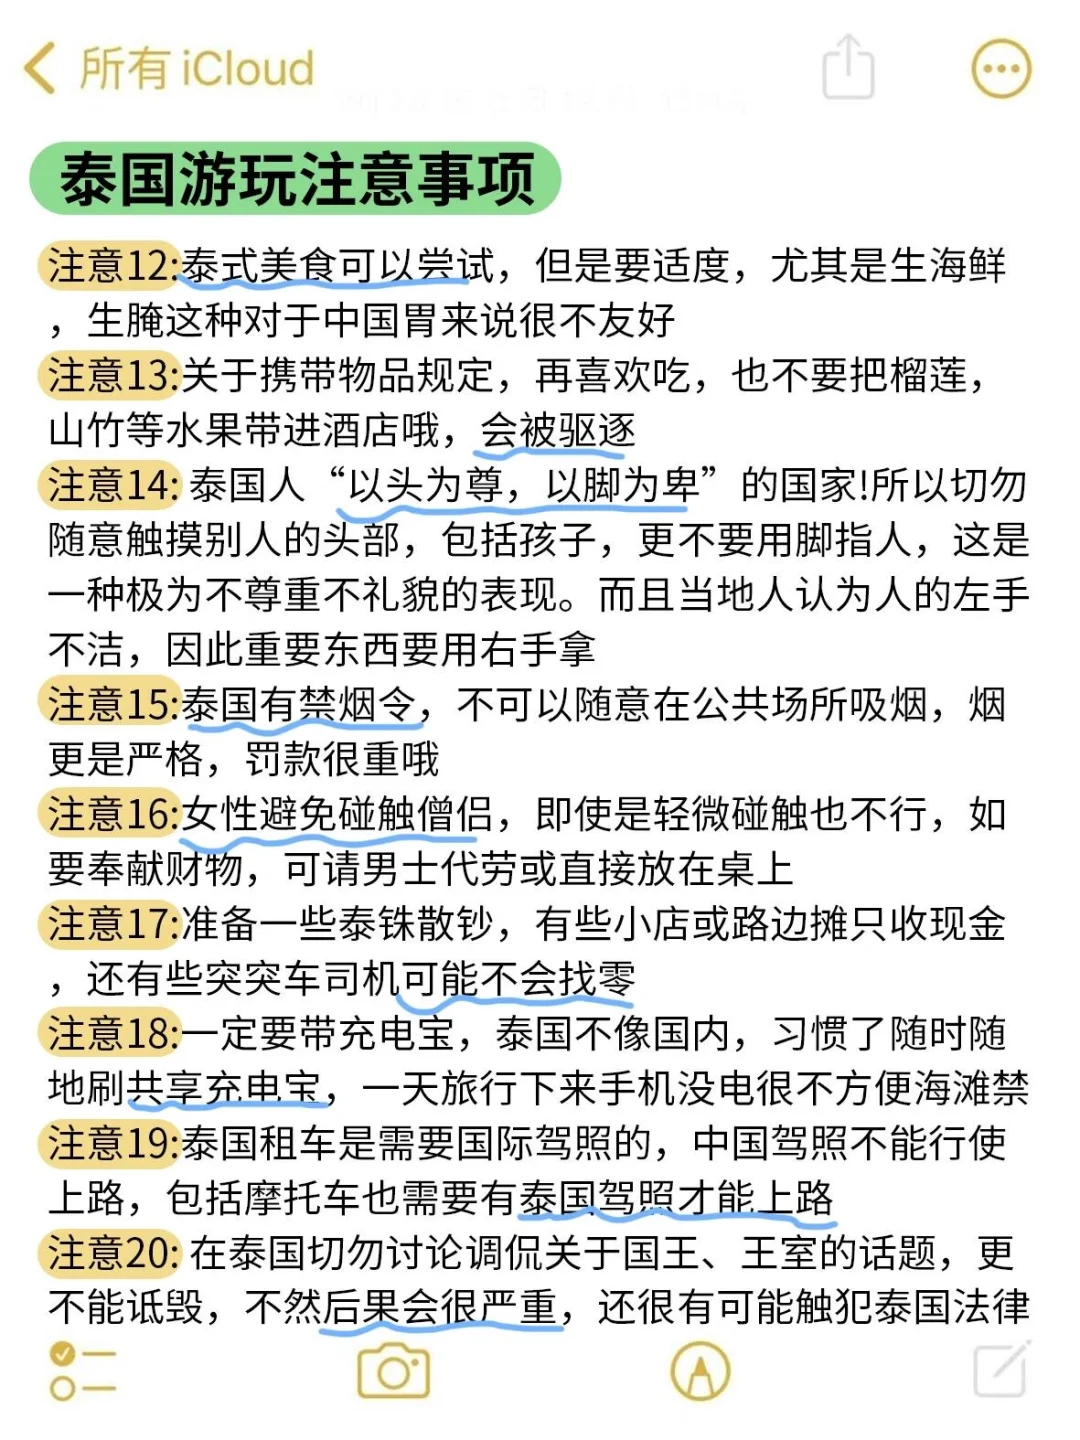 所有 iCloud
泰国游玩注意事项
注意12:泰式美食可以尝试，但是要适度，尤其是生海鲜
，生腌这种对于中国胃来说很不友好
注意13:关于携带物品规定，再喜欢吃，也不要把榴莲，
山竹等水果带进酒店哦，会被驱逐
注意14: 泰国人“以头为尊，以脚为卑”的国家!所以切勿
随意触摸别人的头部，包括孩子，更不要用脚指人，这是
一种极为不尊重不礼貌的表现。而且当地人认为人的左手
不洁，因此重要东西要用右手拿
注意15:泰国有禁烟令，不可以随意在公共场所吸烟，烟
更是严格，罚款很重哦
注意16:女性避免碰触僧侣，即使是轻微碰触也不行，如
要奉献财物，可请男士代劳或直接放在桌上
注意17:准备一些泰铢散钞，有些小店或路边摊只收现金
，还有些突突车司机可能不会找零
注意18:一定要带充电宝，泰国不像国内，习惯了随时随
地刷共享充电宝，一天旅行下来手机没电很不方便海滩禁
注意19:泰国租车是需要国际驾照的，中国驾照不能行使
上路，包括摩托车也需要有泰国驾照才能上路
注意20: 在泰国切勿讨论调侃关于国王、王室的话题，更
不能诋毁，不然后果会很严重，还很有可能触犯泰国法律